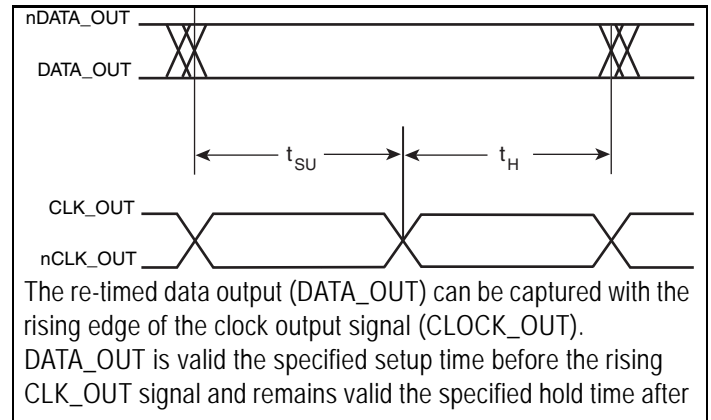 nDATA_OUT
DATA_OUT
tSU
tH
CLK_OUT
nCLK_OUT
The re-timed data output (DATA_OUT) can be captured with the
rising edge of the clock output signal (CLOCK_OUT).
DATA_OUT is valid the specified setup time before the rising
CLK_OUT signal and remains valid the specified hold time after